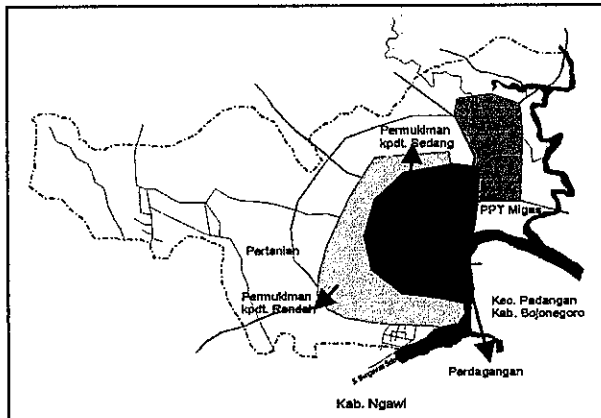 Permukiman
kpdt. Sedang
PPT Migas
Pertanian
Permukiman
kpdt. Rendah
Kec. Padangan
Kab. Bojonegoro
Perdagangan
Kab. Ngawi